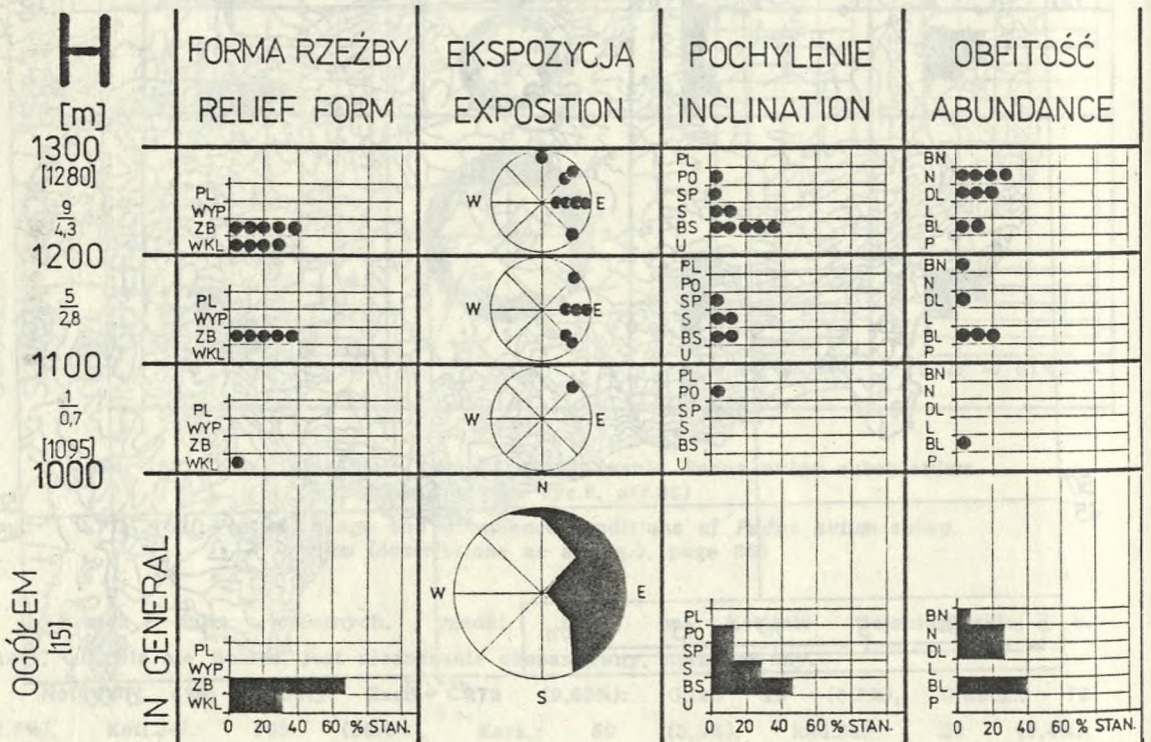 H
[m]
FORMA RZEŹBY
RELIEF FORM
EKSPOZYCJA
EXPOSITION
POCHYLENIE
INCLINATION
OBFITOŚĆ
ABUNDANCE
1300
[1280]
9
4,3
1200
PL
WYP
ZB
WKL
W E
PL
PO
SP
S
BS
U
BN
N
DL
L
BL
P
5
2,8
1100
PL
WYP
ZB
WKL
W E
PL
PO
SP
S
BS
U
BN
N
DL
L
BL
P
1
0,7
[1095]
1000
PL
WYP
ZB
WKL
W E
PL
PO
SP
S
BS
U
BN
N
DL
L
BL
P
OGÓŁEM
[15]
IN GENERAL
PL
WYP
ZB
WKL
0 20 40 60 % STAN.
N
W E
S
PL
PO
SP
S
BS
U
0 20 40 60 % STAN.
BN
N
DL
L
BL
P
0 20 40 60 % STAN.